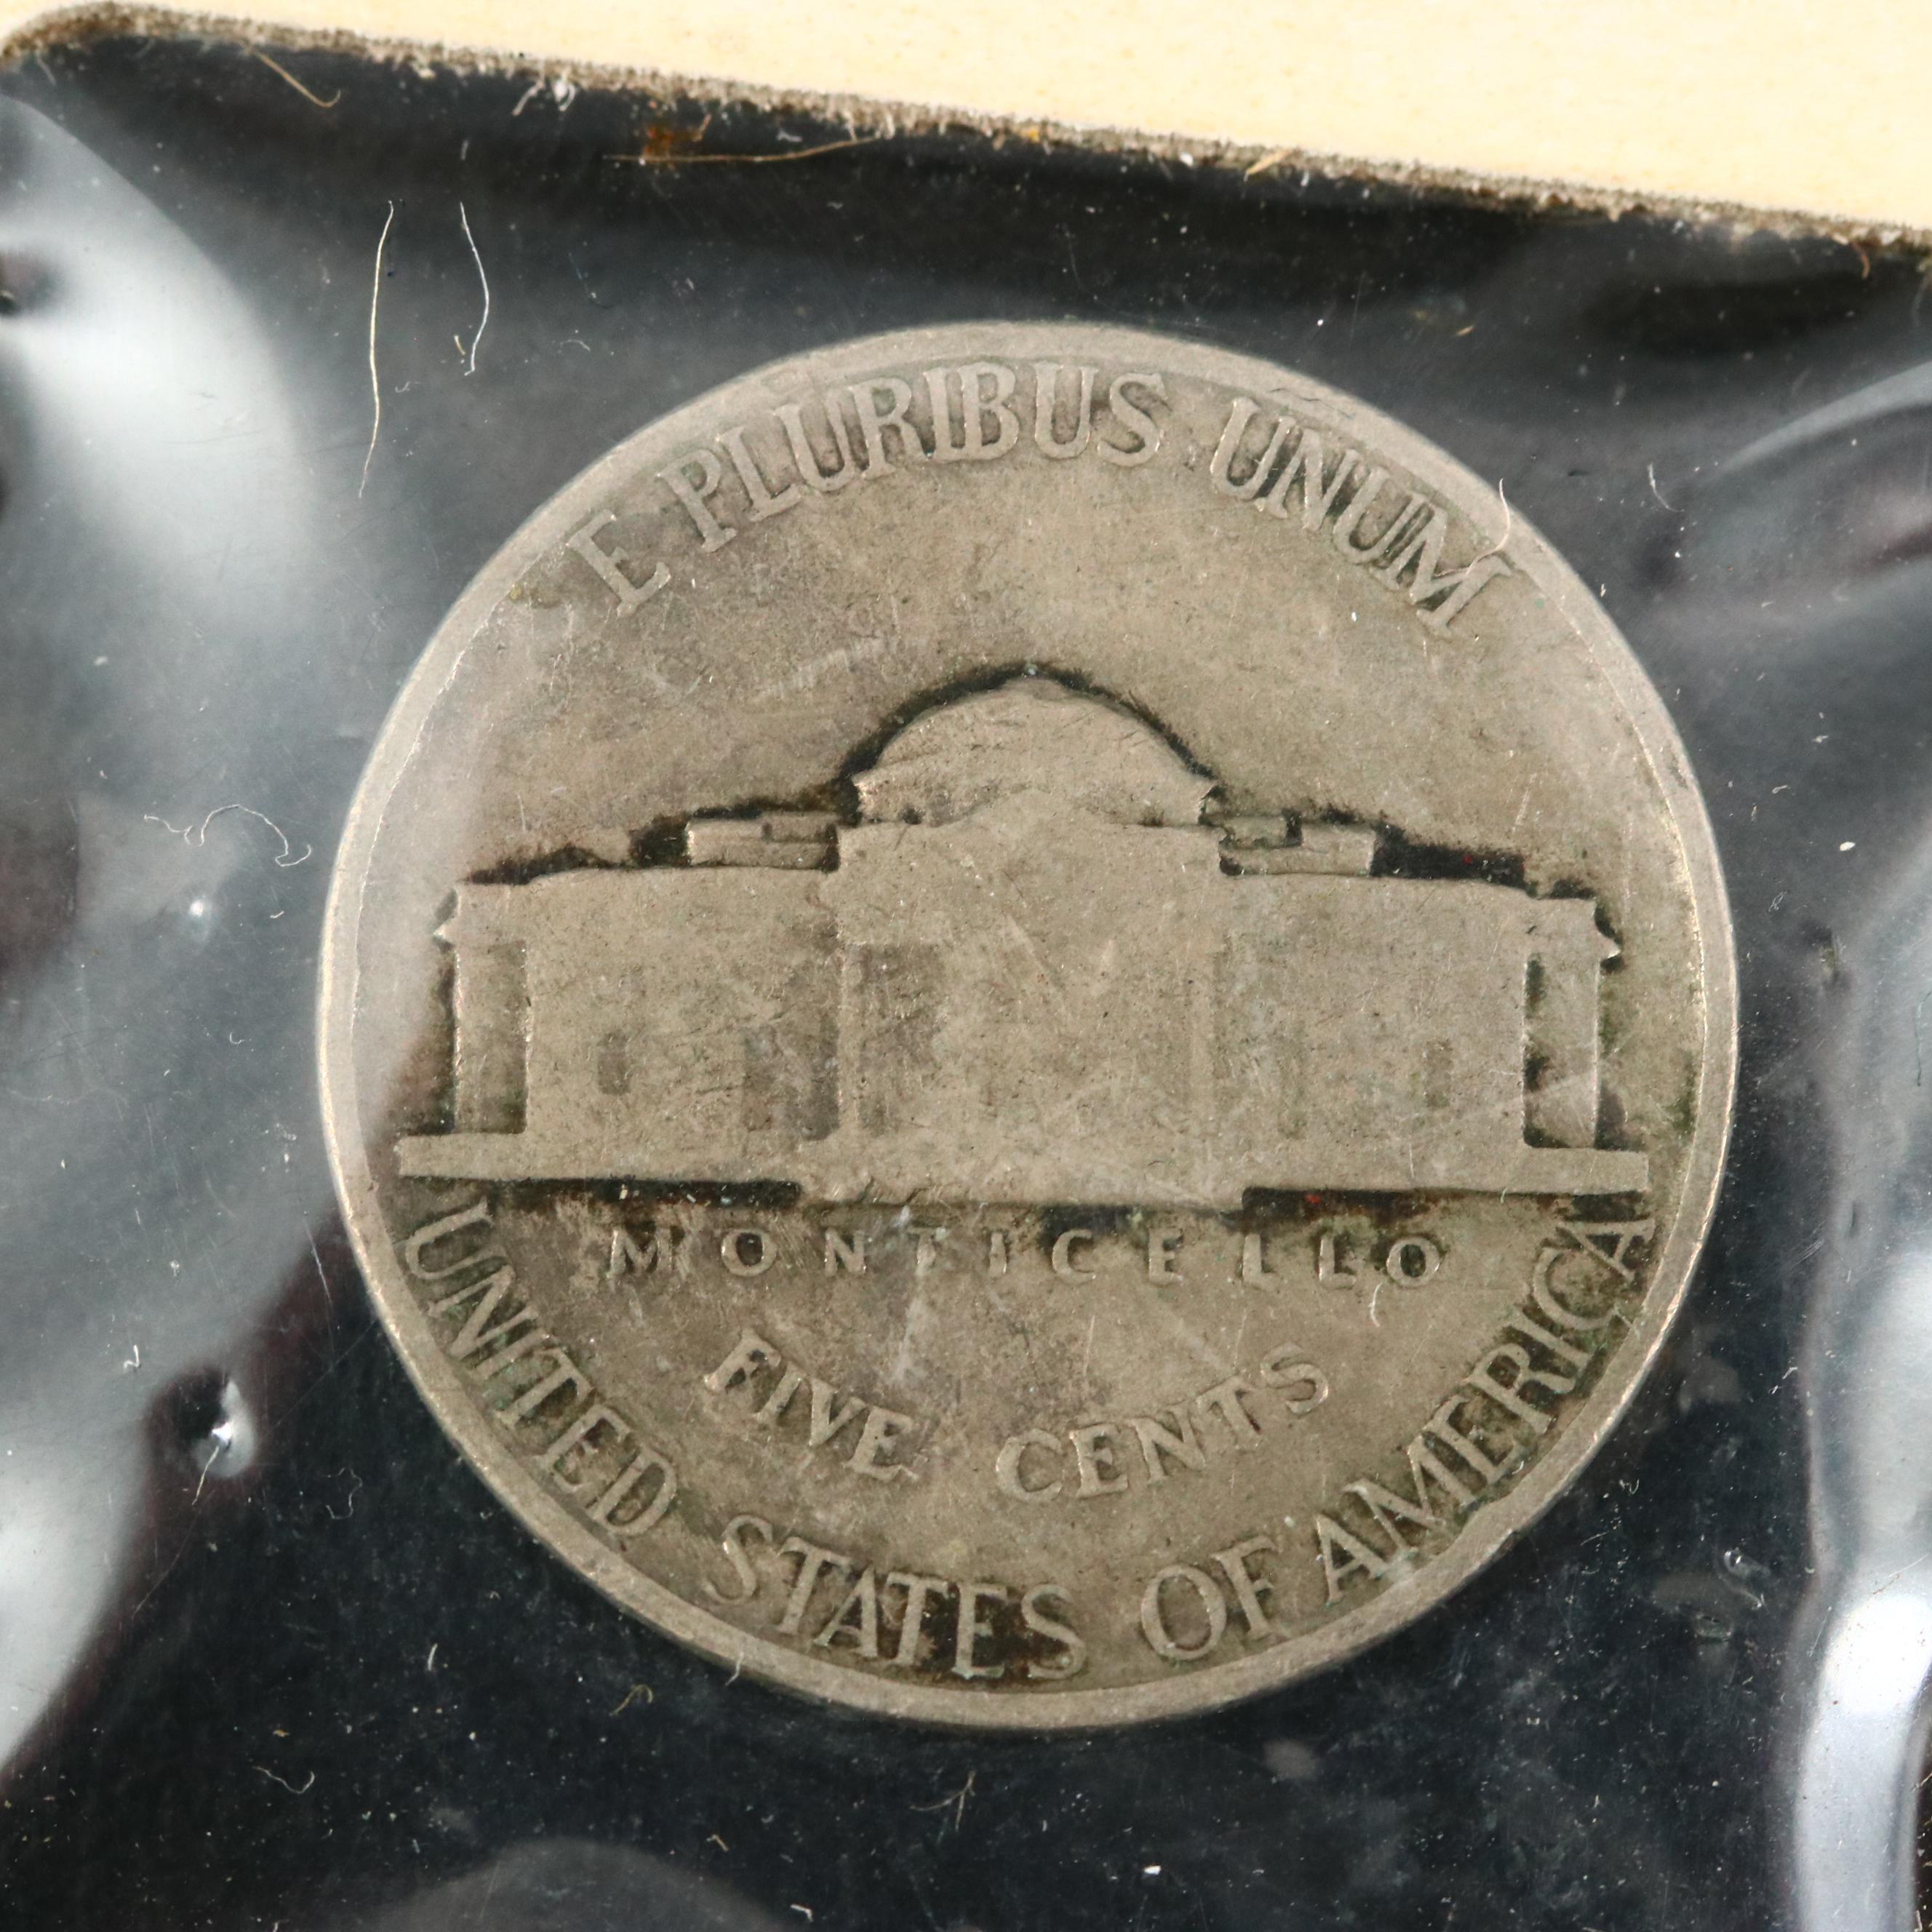 E PLURIBUS UNUM
MONTICELLO
FIVE CENTS
UNITED STATES OF AMERICA